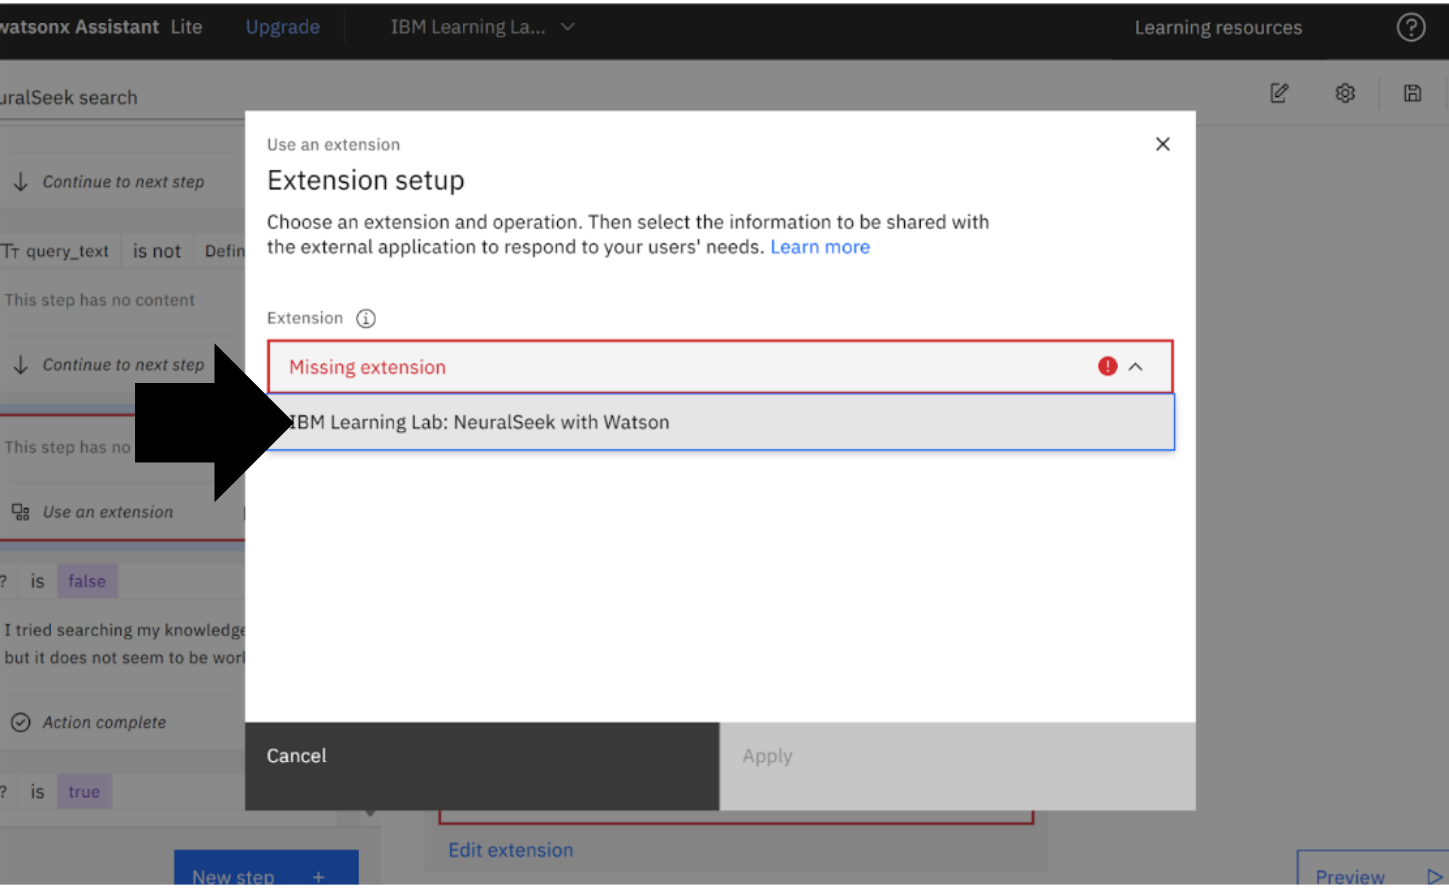 watsonx Assistant Lite Upgrade IBM Learning La... Learning resources
uralSeek search
Continue to next step
query_text is not Defin
This step has no content
Continue to next step
This step has no
Use an extension
? is false
I tried searching my knowledge
but it does not seem to be worl
Action complete
? is true
New step +
Use an extension
Extension setup
Choose an extension and operation. Then select the information to be shared with
the external application to respond to your users' needs. Learn more
Extension
Missing extension
IBM Learning Lab: NeuralSeek with Watson
Cancel
Apply
Edit extension
Preview